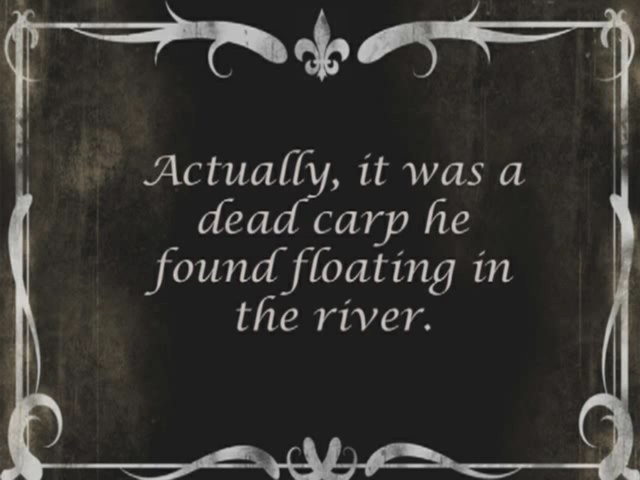 Actually, it was a
dead carp he
found floating in
the river.